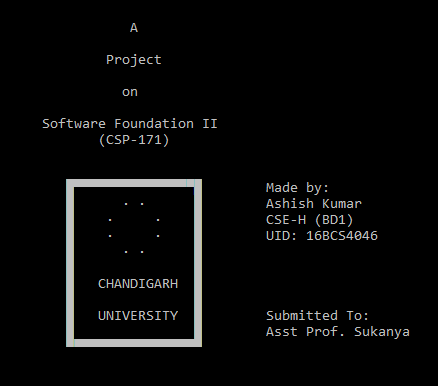 A
Project
on
Software Foundation II
(CSP-171)
CHANDIGARH
UNIVERSITY
Made by:
Ashish Kumar
CSE-H (BD1)
UID: 16BCS4046
Submitted To:
Asst Prof. Sukanya